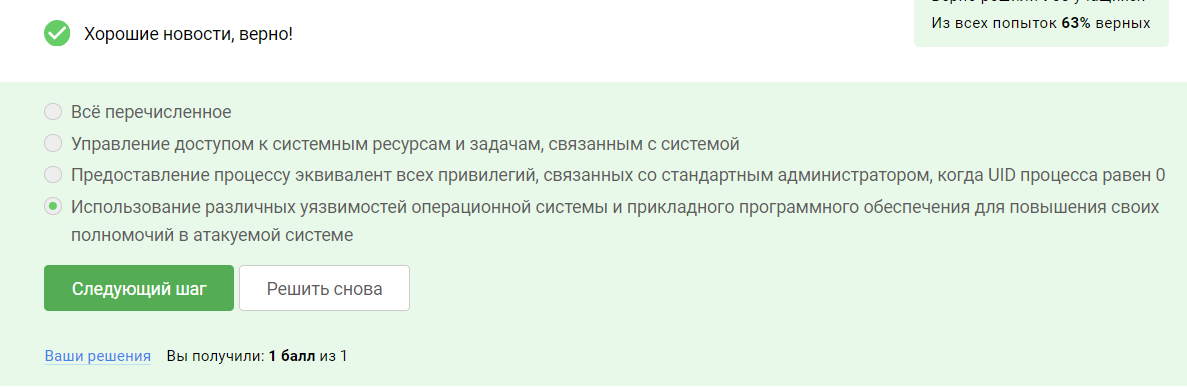 Из всех попыток 63% верных
Хорошие новости, верно!
Всё перечисленное
Управление доступом к системным ресурсам и задачам, связанным с системой
Предоставление процессу эквивалент всех привилегий, связанных со стандартным администратором, когда UID процесса равен 0
Использование различных уязвимостей операционной системы и прикладного программного обеспечения для повышения своих
полномочий в атакуемой системе
Следующий шаг
Решить снова
Ваши решения Вы получили: 1 балл из 1